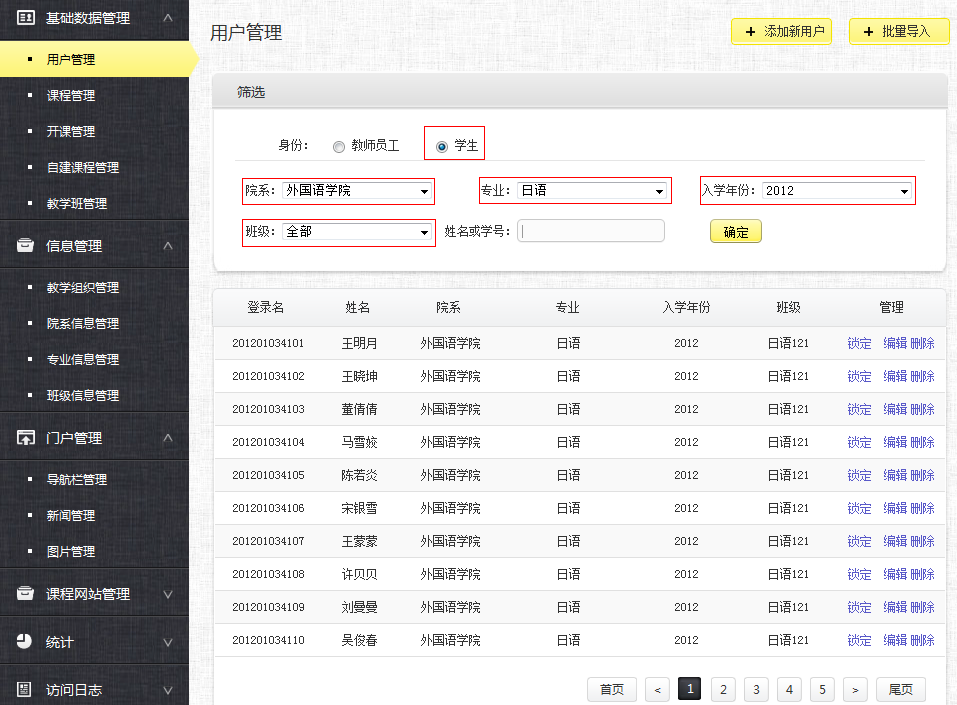 基础数据管理
用户管理
课程管理
开课管理
自建课程管理
教学班管理
信息管理
教学组织管理
院系信息管理
专业信息管理
班级信息管理
门户管理
导航栏管理
新闻管理
图片管理
课程网站管理
统计
访问日志
用户管理
+ 添加新用户 + 批量导入
筛选
身份: 教师员工 学生
院系: 外国语学院 专业: 日语 入学年份: 2012
班级: 全部 姓名或学号: 确定
登录名 姓名 院系 专业 入学年份 班级 管理
201201034101 王明月 外国语学院 日语 2012 日语121 锁定 编辑 删除
201201034102 王晓坤 外国语学院 日语 2012 日语121 锁定 编辑 删除
201201034103 董倩倩 外国语学院 日语 2012 日语121 锁定 编辑 删除
201201034104 马雪姣 外国语学院 日语 2012 日语121 锁定 编辑 删除
201201034105 陈若炎 外国语学院 日语 2012 日语121 锁定 编辑 删除
201201034106 宋银雪 外国语学院 日语 2012 日语121 锁定 编辑 删除
201201034107 王蒙蒙 外国语学院 日语 2012 日语121 锁定 编辑 删除
201201034108 许贝贝 外国语学院 日语 2012 日语121 锁定 编辑 删除
201201034109 刘曼曼 外国语学院 日语 2012 日语121 锁定 编辑 删除
201201034110 吴俊春 外国语学院 日语 2012 日语121 锁定 编辑 删除
首页 < 1 2 3 4 5 > 尾页